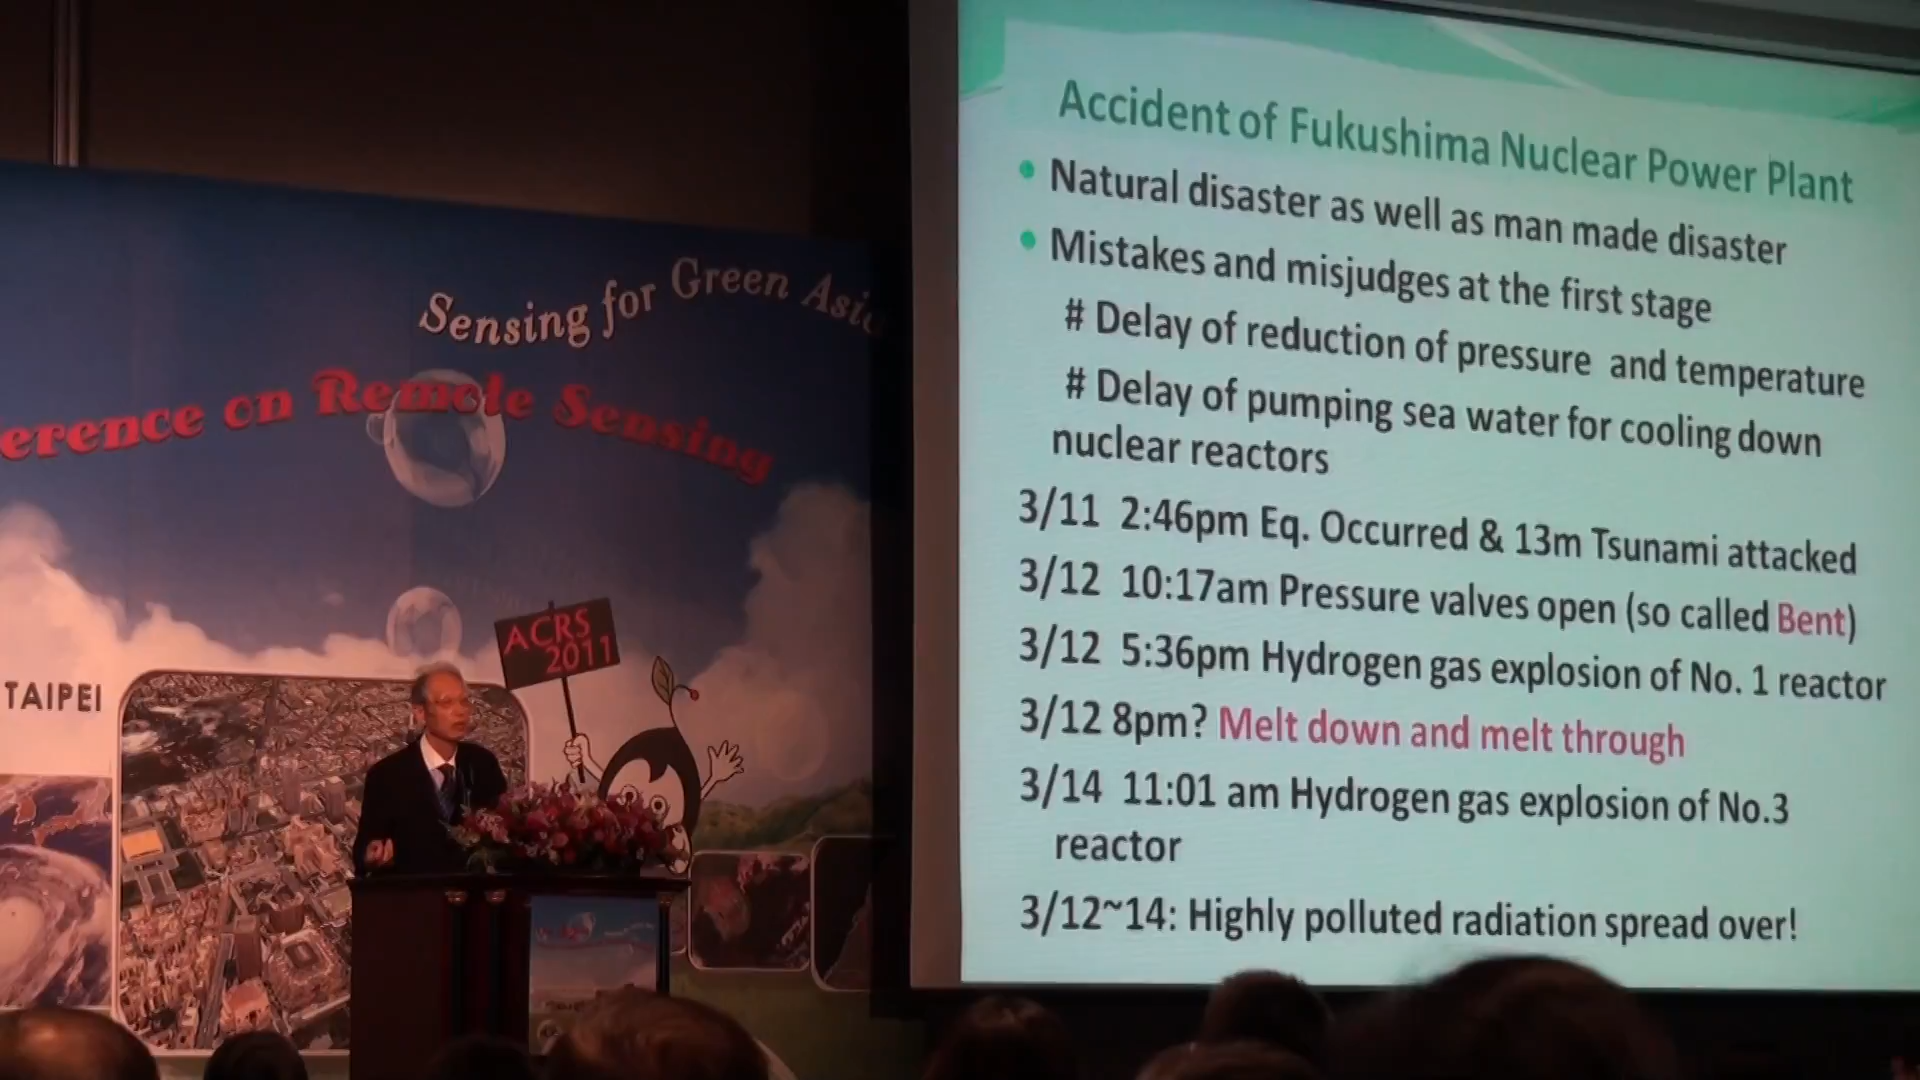 Sensing for Green Asia
erence on Remote Sensing
TAIPEI
ACRS
2011
Accident of Fukushima Nuclear Power Plant
• Natural disaster as well as man made disaster
• Mistakes and misjudges at the first stage
# Delay of reduction of pressure and temperature
# Delay of pumping sea water for cooling down
nuclear reactors
3/11 2:46pm Eq. Occurred & 13m Tsunami attacked
3/12 10:17am Pressure valves open (so called Bent)
3/12 5:36pm Hydrogen gas explosion of No. 1 reactor
3/12 8pm? Melt down and melt through
3/14 11:01 am Hydrogen gas explosion of No.3
reactor
3/12~14: Highly polluted radiation spread over!